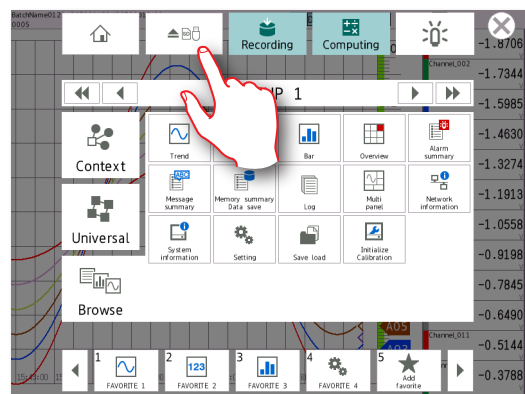 BatchName012
0005
SD
Recording
Computing
-1.8706
Channel_002
-1.7344
P 1
-1.5985
-1.4630
Context
Trend
Bar
Overview
Alarm
summary
-1.3274
Message
summary
Memory summary
Data save
Log
Multi
panel
Network
information
-1.1913
Universal
-1.0558
System
information
Setting
Save load
Initialize
Calibration
-0.9198
Browse
-0.7845
-0.6490
A05
Channel_011
-0.5144
1
FAVORITE 1
2
123
FAVORITE 2
3
FAVORITE 3
4
FAVORITE 4
5
Add
favorite
-0.3788